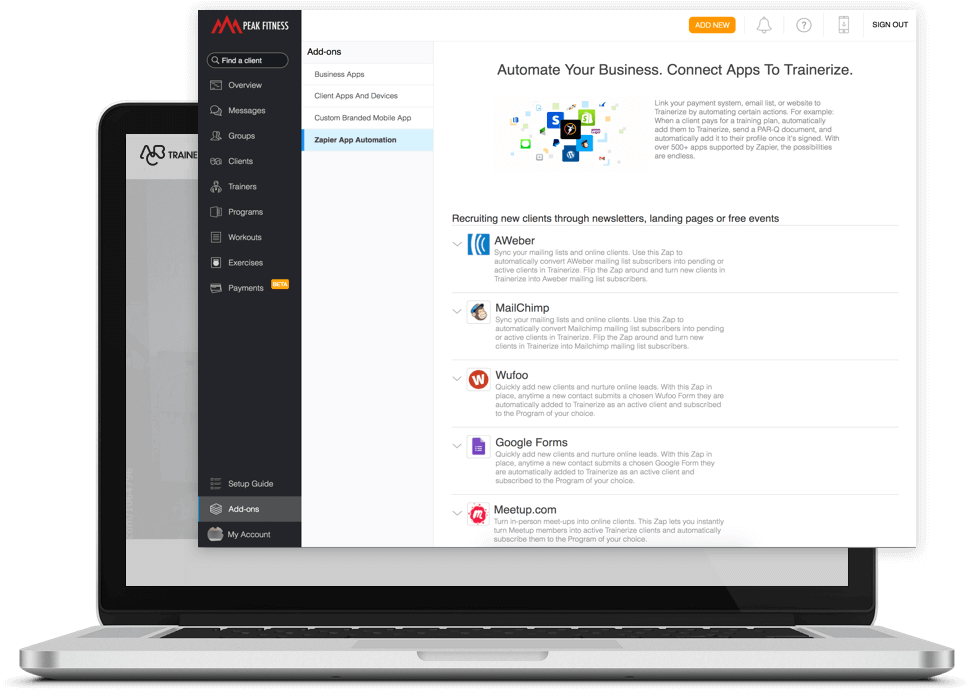 PEAK FITNESS
ADD NEW
SIGN OUT
Find a client
Overview
Messages
Groups
Clients
Trainers
Programs
Workouts
Exercises
Payments BETA
Setup Guide
Add-ons
My Account
TRAINE
Add-ons
Business Apps
Client Apps And Devices
Custom Branded Mobile App
Zapier App Automation
Automate Your Business. Connect Apps To Trainerize.
Link your payment system, email list, or website to
Trainerize by automating certain actions. For example:
When a client pays for a training plan, automatically
add them to Trainerize, send a PAR-Q document, and
automatically add it to their profile once it's signed. With
over 500+ apps supported by Zapier, the possibilities
are endless.
Recruiting new clients through newsletters, landing pages or free events
AWeber
Sync your mailing lists and online clients. Use this Zap to
automatically convert AWeber mailing list subscribers into pending or
active clients in Trainerize. Flip the Zap around and turn new clients in
Trainerize into Aweber mailing list subscribers.
MailChimp
Sync your mailing lists and online clients. Use this Zap to
automatically convert Mailchimp mailing list subscribers into pending
or active clients in Trainerize. Flip the Zap around and turn new
clients in Trainerize into Mailchimp mailing list subscribers.
Wufoo
Quickly add new clients and nurture online leads. With this Zap in
place, anytime a new contact submits a chosen Wufoo Form they are
automatically added to Trainerize as an active client and subscribed
to the Program of your choice.
Google Forms
Quickly add new clients and nurture online leads. With this Zap in
place, anytime a new contact submits a chosen Google Form they
are automatically added to Trainerize as an active client and
subscribed to the Program of your choice.
Meetup.com
Turn in-person meet-ups into online clients. This Zap lets you instantly
turn Meetup members into active Trainerize clients and automatically
subscribe them to the Program of your choice.